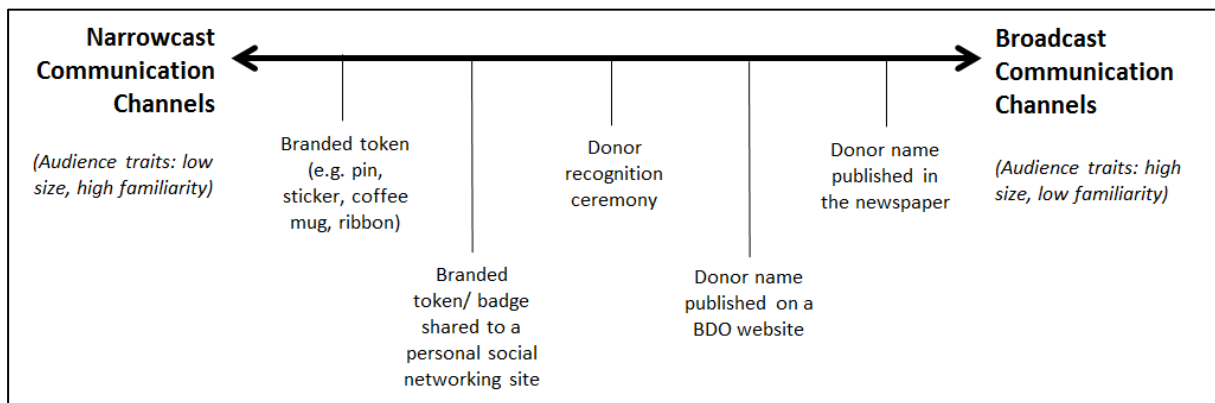 Narrowcast
Communication
Channels
(Audience traits: low
size, high familiarity)
Branded token
(e.g. pin,
sticker, coffee
mug, ribbon)
Branded
token/ badge
shared to a
personal social
networking site
Donor
recognition
ceremony
Donor name
published on a
BDO website
Donor name
published in
the newspaper
Broadcast
Communication
Channels
(Audience traits: high
size, low familiarity)